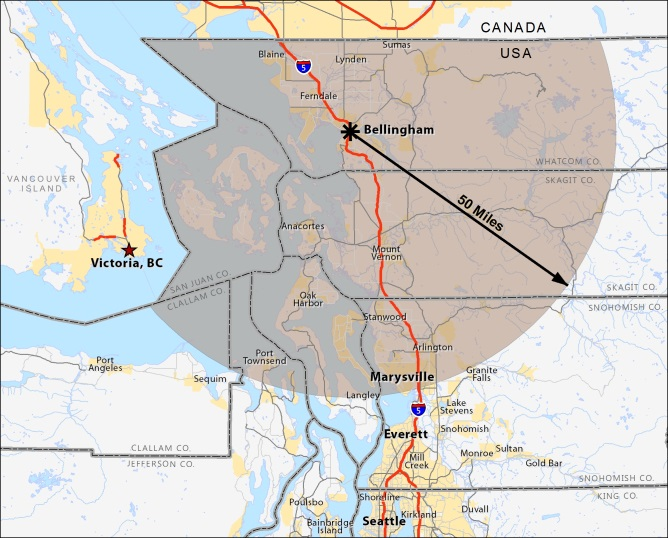 CANADA
USA
Blaine
Sumas
Lynden
5
Ferndale
Bellingham
WHATCOM CO.
SKAGIT CO.
VANCOUVER
ISLAND
50 Miles
Anacortes
Victoria, BC
Mount
Vernon
SAN JUAN CO.
CLALLAM CO.
SKAGIT CO.
SNOHOMISH CO.
Oak
Harbor
Stanwood
Arlington
Port
Townsend
Port
Angeles
Sequim
Marysville
Granite
Falls
Langley
5
Lake
Stevens
Everett
Snohomish
Mill
Creek
Monroe
Sultan
Gold Bar
CLALLAM CO.
JEFFERSON CO.
SNOHOMISH CO.
KING CO.
Poulsbo
Shoreline
Kirkland
Duvall
Bainbridge
Island
Seattle